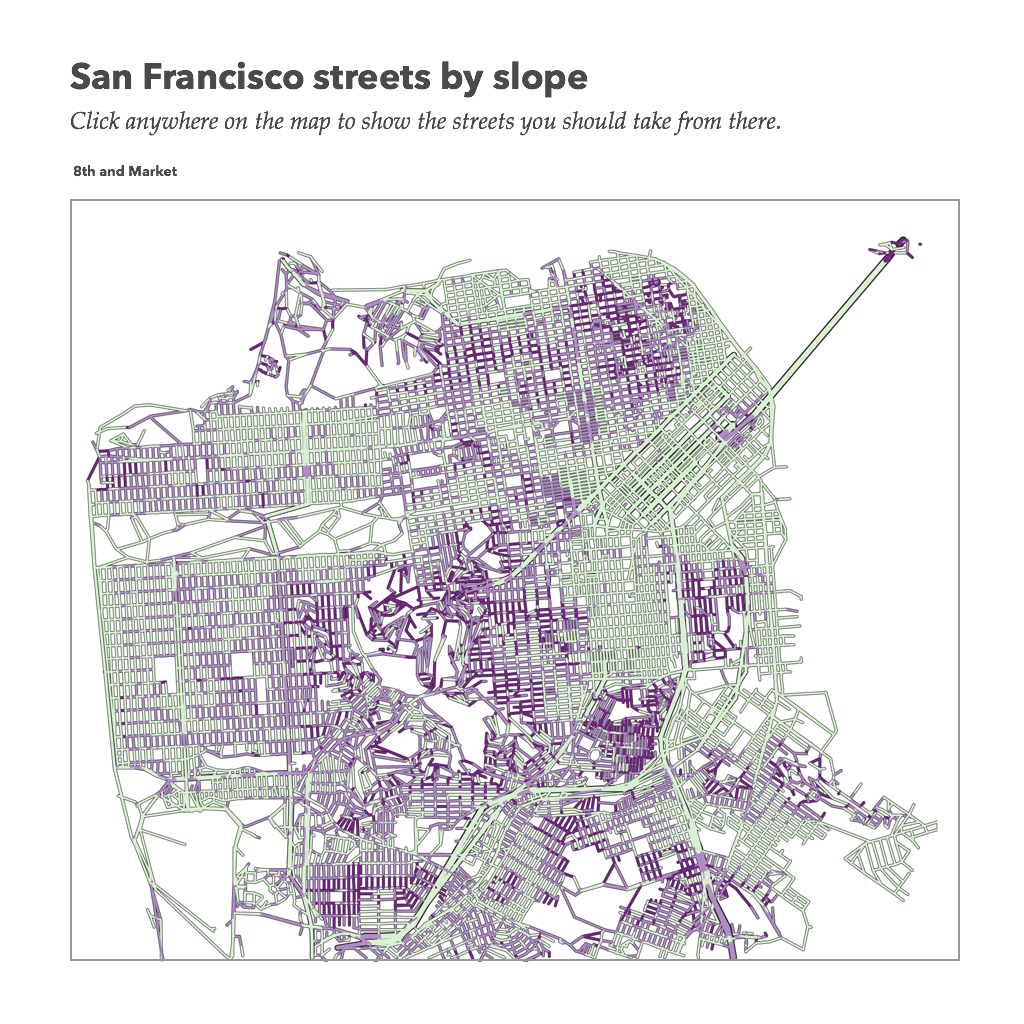 San Francisco streets by slope
Click anywhere on the map to show the streets you should take from there.
8th and Market